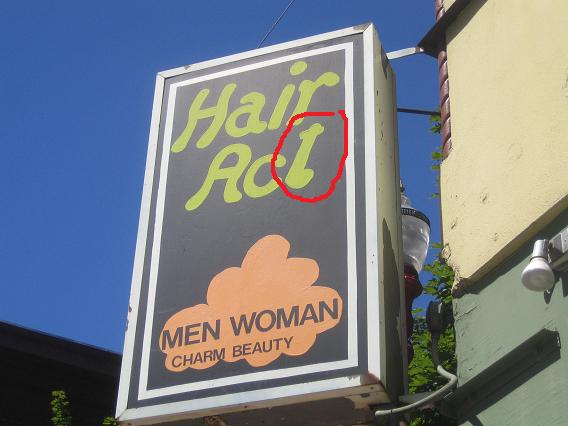 Hair
Act
MEN WOMAN
CHARM BEAUTY